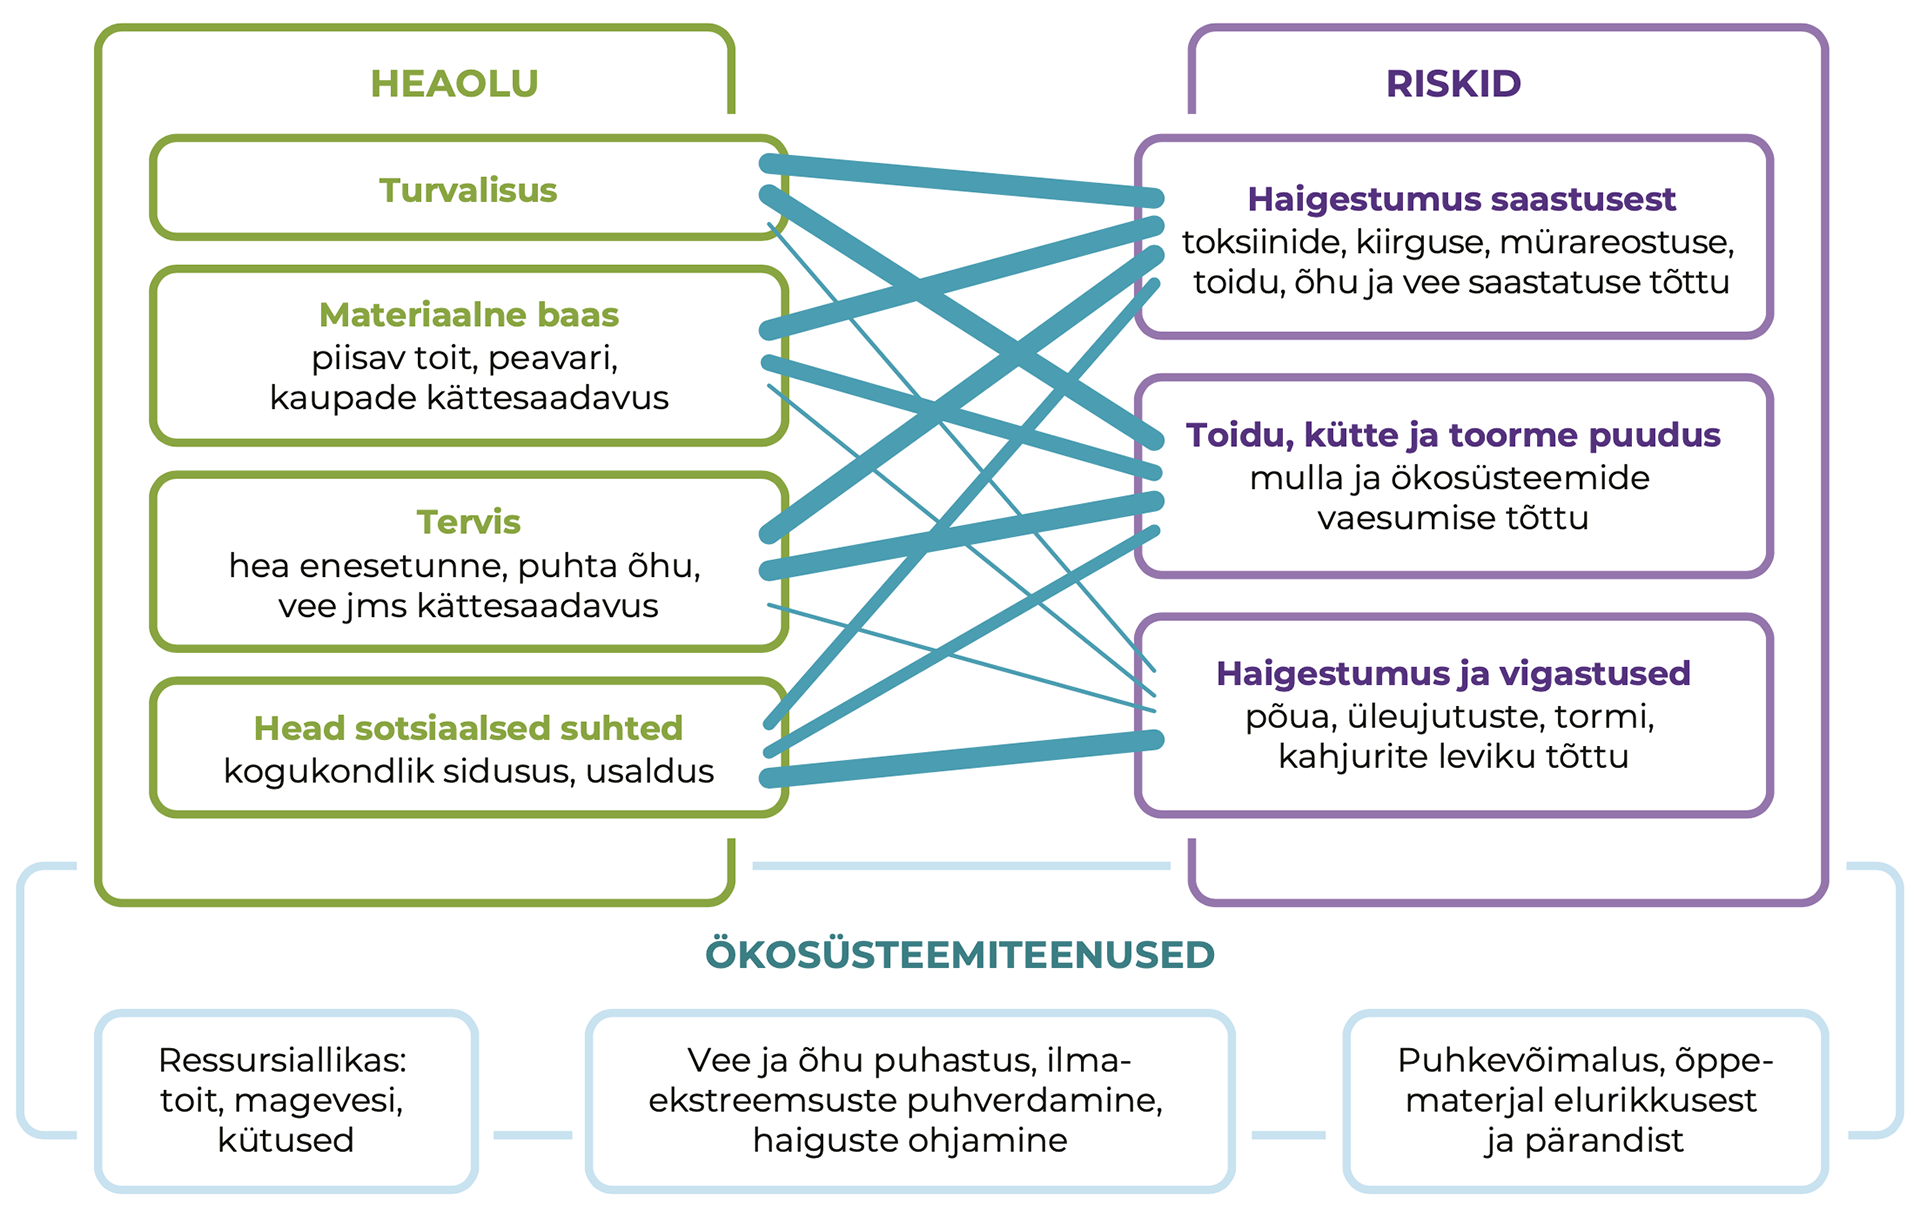 HEAOLU
Turvalisus
Materiaalne baas
piisav toit, peavari,
kaupade kättesaadavus
Tervis
hea enesetunne, puhta õhu,
vee jms kättesaadavus
Head sotsiaalsed suhted
kogukondlik sidusus, usaldus
RISKID
Haigestumus saastusest
toksiinide, kiirguse, mürareostuse,
toidu, õhu ja vee saastatuse tõttu
Toidu, kütte ja toorme puudus
mulla ja ökosüsteemide
vaesumise tõttu
Haigestumus ja vigastused
põua, üleujutuste, tormi,
kahjurite leviku tõttu
ÖKOSÜSTEEMITEENUSED
Ressursiallikas:
toit, magevesi,
kütused
Vee ja õhu puhastus, ilma-
ekstreemsuste puhverdamine,
haiguste ohjamine
Puhkevõimalus, õppe-
materjal elurikkusest
ja pärandist